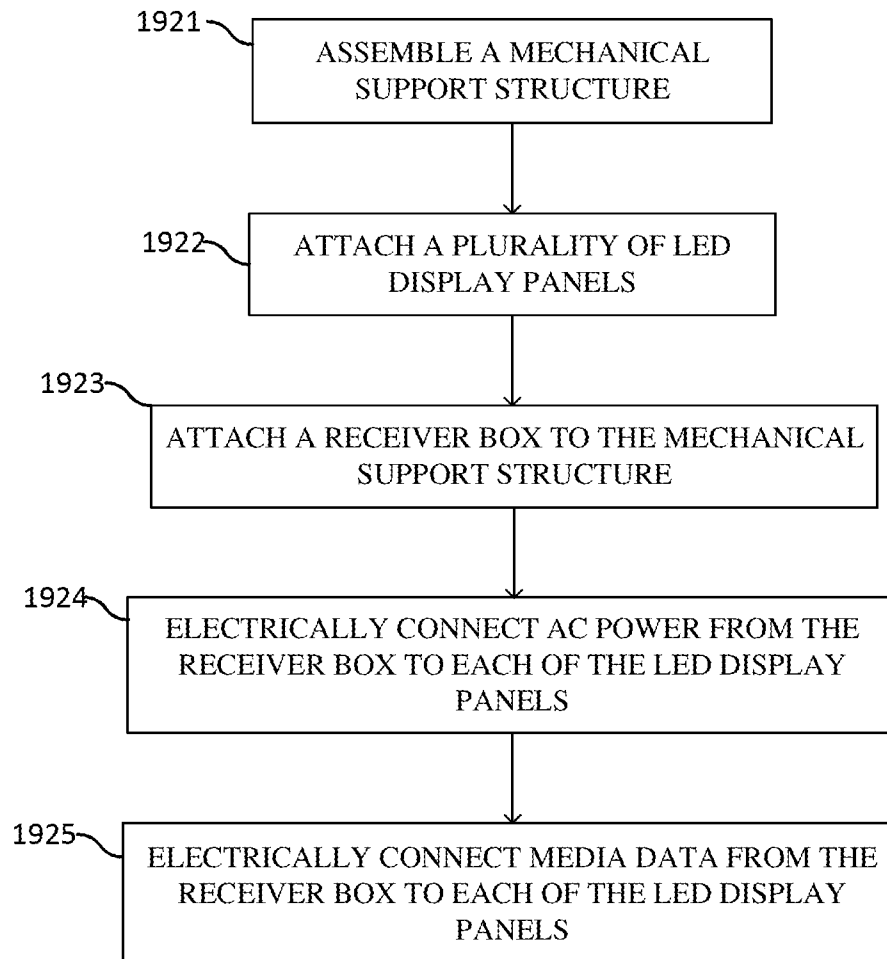 1921
ASSEMBLE A MECHANICAL
SUPPORT STRUCTURE
1922
ATTACH A PLURALITY OF LED
DISPLAY PANELS
1923
ATTACH A RECEIVER BOX TO THE MECHANICAL
SUPPORT STRUCTURE
1924
ELECTRICALLY CONNECT AC POWER FROM THE
RECEIVER BOX TO EACH OF THE LED DISPLAY
PANELS
1925
ELECTRICALLY CONNECT MEDIA DATA FROM THE
RECEIVER BOX TO EACH OF THE LED DISPLAY
PANELS